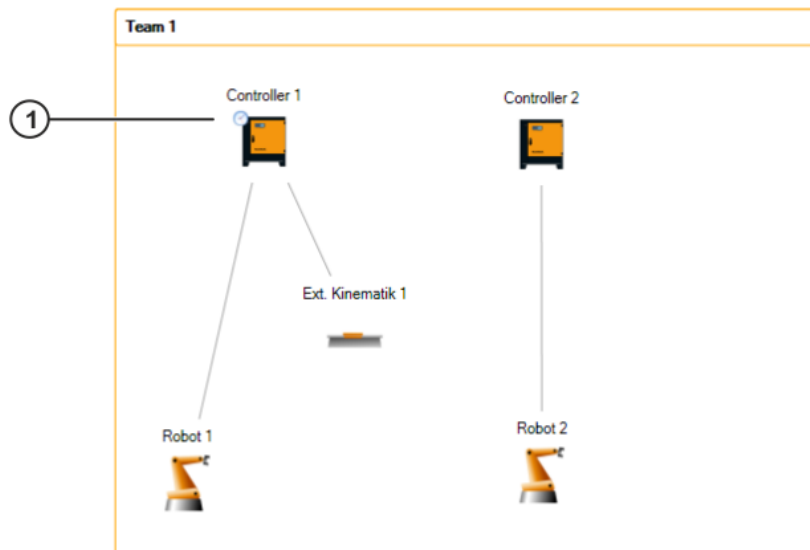 Team 1
1
Controller 1
Controller 2
Ext. Kinematik 1
Robot 1
Robot 2